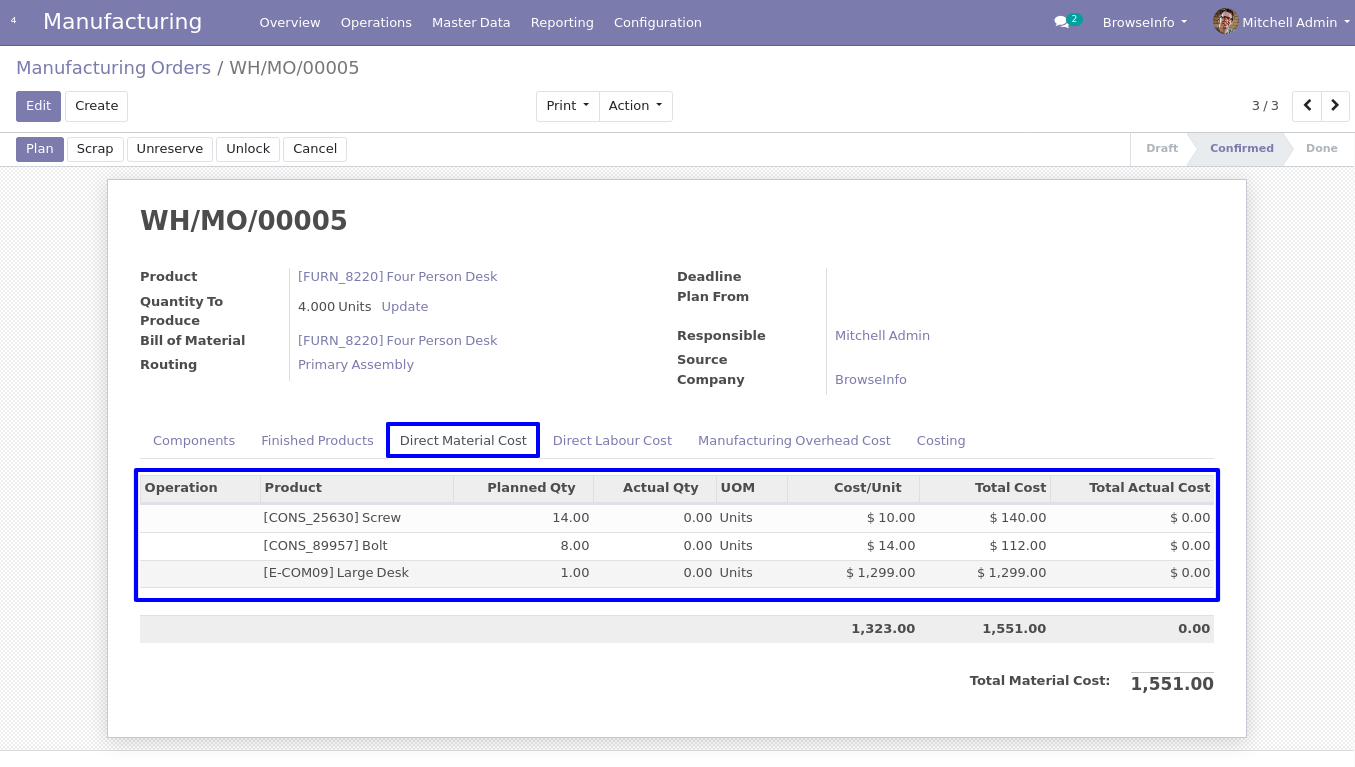 4 Manufacturing Overview Operations Master Data Reporting Configuration 2 BrowseInfo Mitchell Admin
Manufacturing Orders / WH/MO/00005
Edit Create Print Action 3 / 3
Plan Scrap Unreserve Unlock Cancel Draft Confirmed Done
WH/MO/00005
Product [FURN_8220] Four Person Desk
Quantity To Produce 4.000 Units Update
Bill of Material [FURN_8220] Four Person Desk
Routing Primary Assembly
Deadline
Plan From
Responsible Mitchell Admin
Source
Company BrowseInfo
Components Finished Products Direct Material Cost Direct Labour Cost Manufacturing Overhead Cost Costing
Operation Product Planned Qty Actual Qty UOM Cost/Unit Total Cost Total Actual Cost
[CONS_25630] Screw 14.00 0.00 Units $ 10.00 $ 140.00 $ 0.00
[CONS_89957] Bolt 8.00 0.00 Units $ 14.00 $ 112.00 $ 0.00
[E-COM09] Large Desk 1.00 0.00 Units $ 1,299.00 $ 1,299.00 $ 0.00
1,323.00 1,551.00 0.00
Total Material Cost: 1,551.00